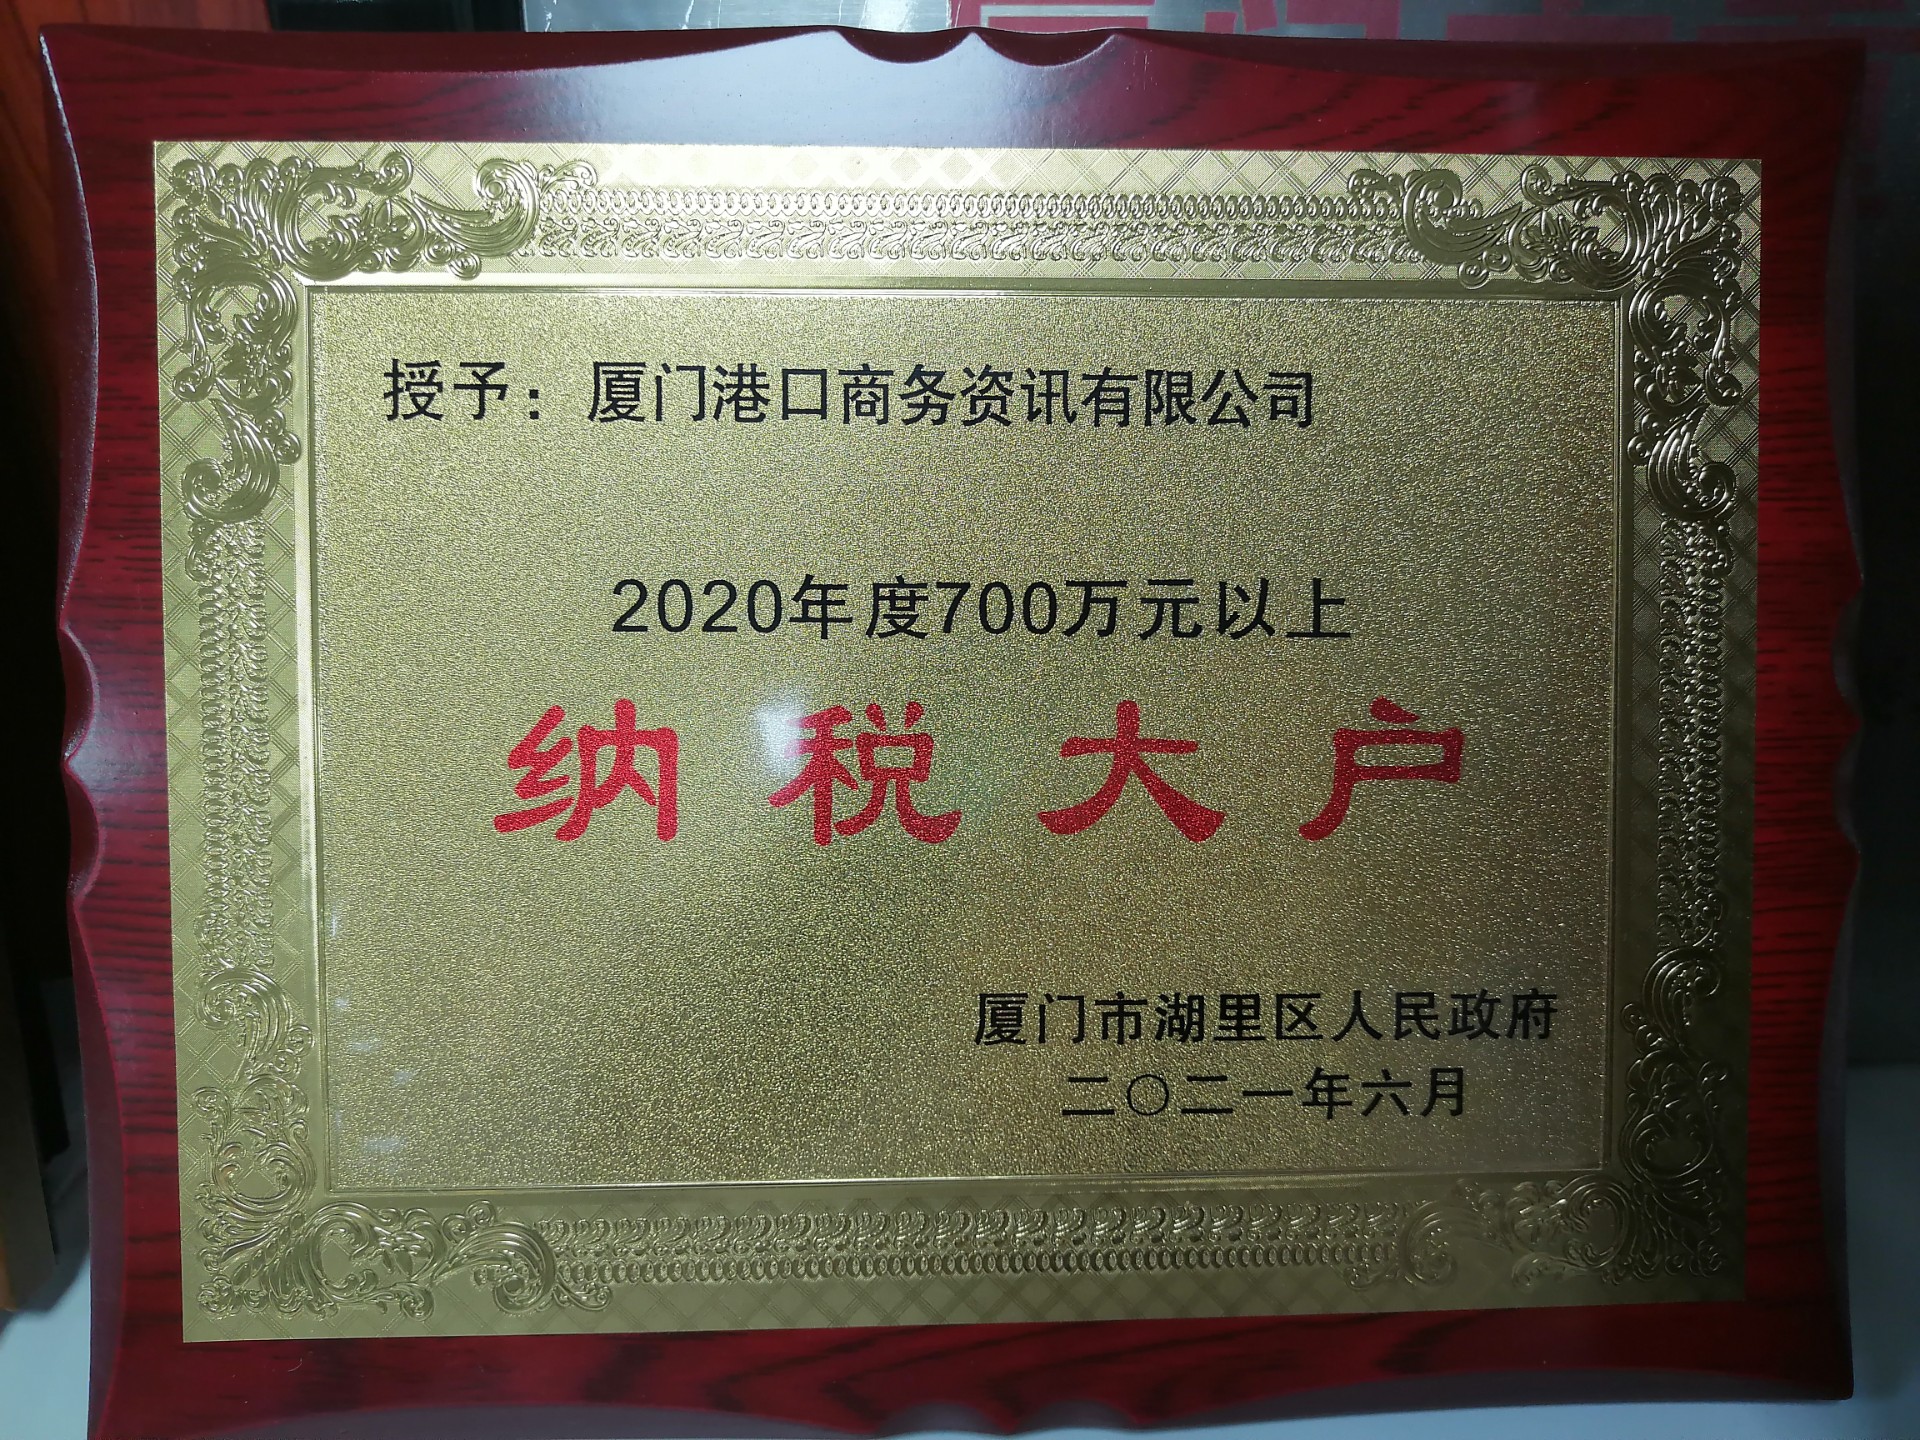 授予：厦门港口商务资讯有限公司
2020年度700万元以上
纳税大户
厦门市湖里区人民政府
二〇二一年六月